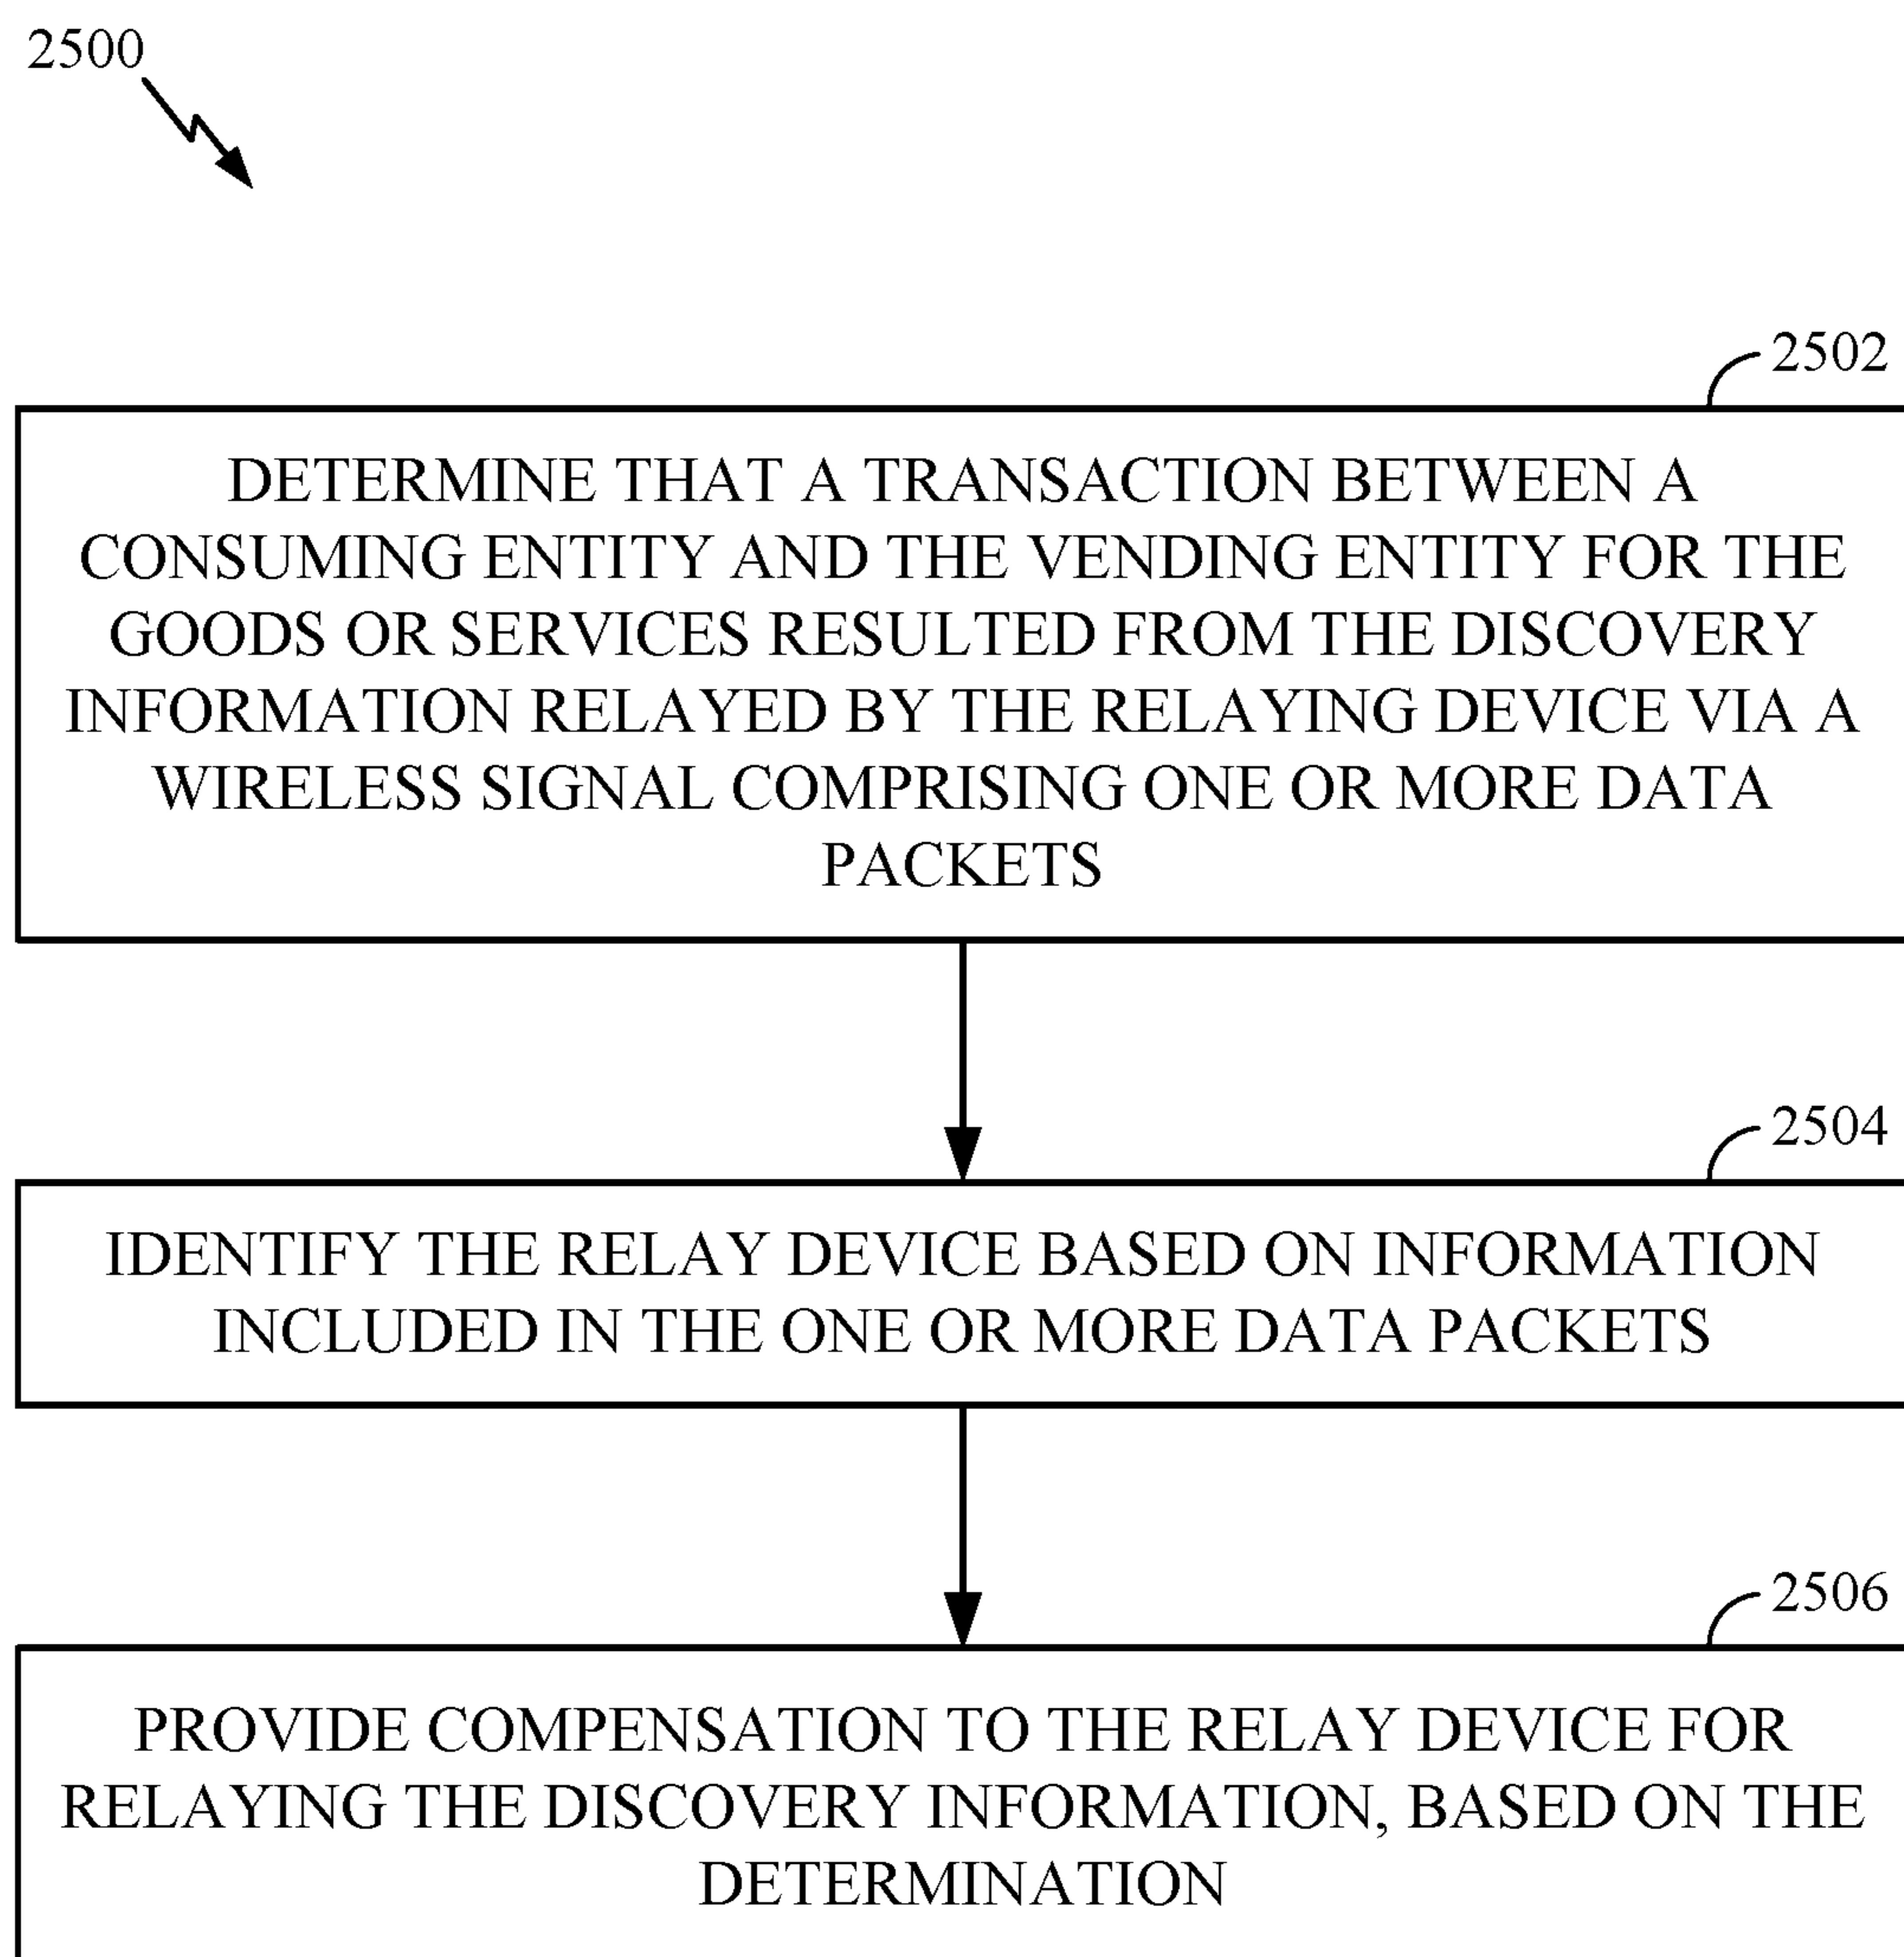 2500
2502
DETERMINE THAT A TRANSACTION BETWEEN A
CONSUMING ENTITY AND THE VENDING ENTITY FOR THE
GOODS OR SERVICES RESULTED FROM THE DISCOVERY
INFORMATION RELAYED BY THE RELAYING DEVICE VIA A
WIRELESS SIGNAL COMPRISING ONE OR MORE DATA
PACKETS
2504
IDENTIFY THE RELAY DEVICE BASED ON INFORMATION
INCLUDED IN THE ONE OR MORE DATA PACKETS
2506
PROVIDE COMPENSATION TO THE RELAY DEVICE FOR
RELAYING THE DISCOVERY INFORMATION, BASED ON THE
DETERMINATION